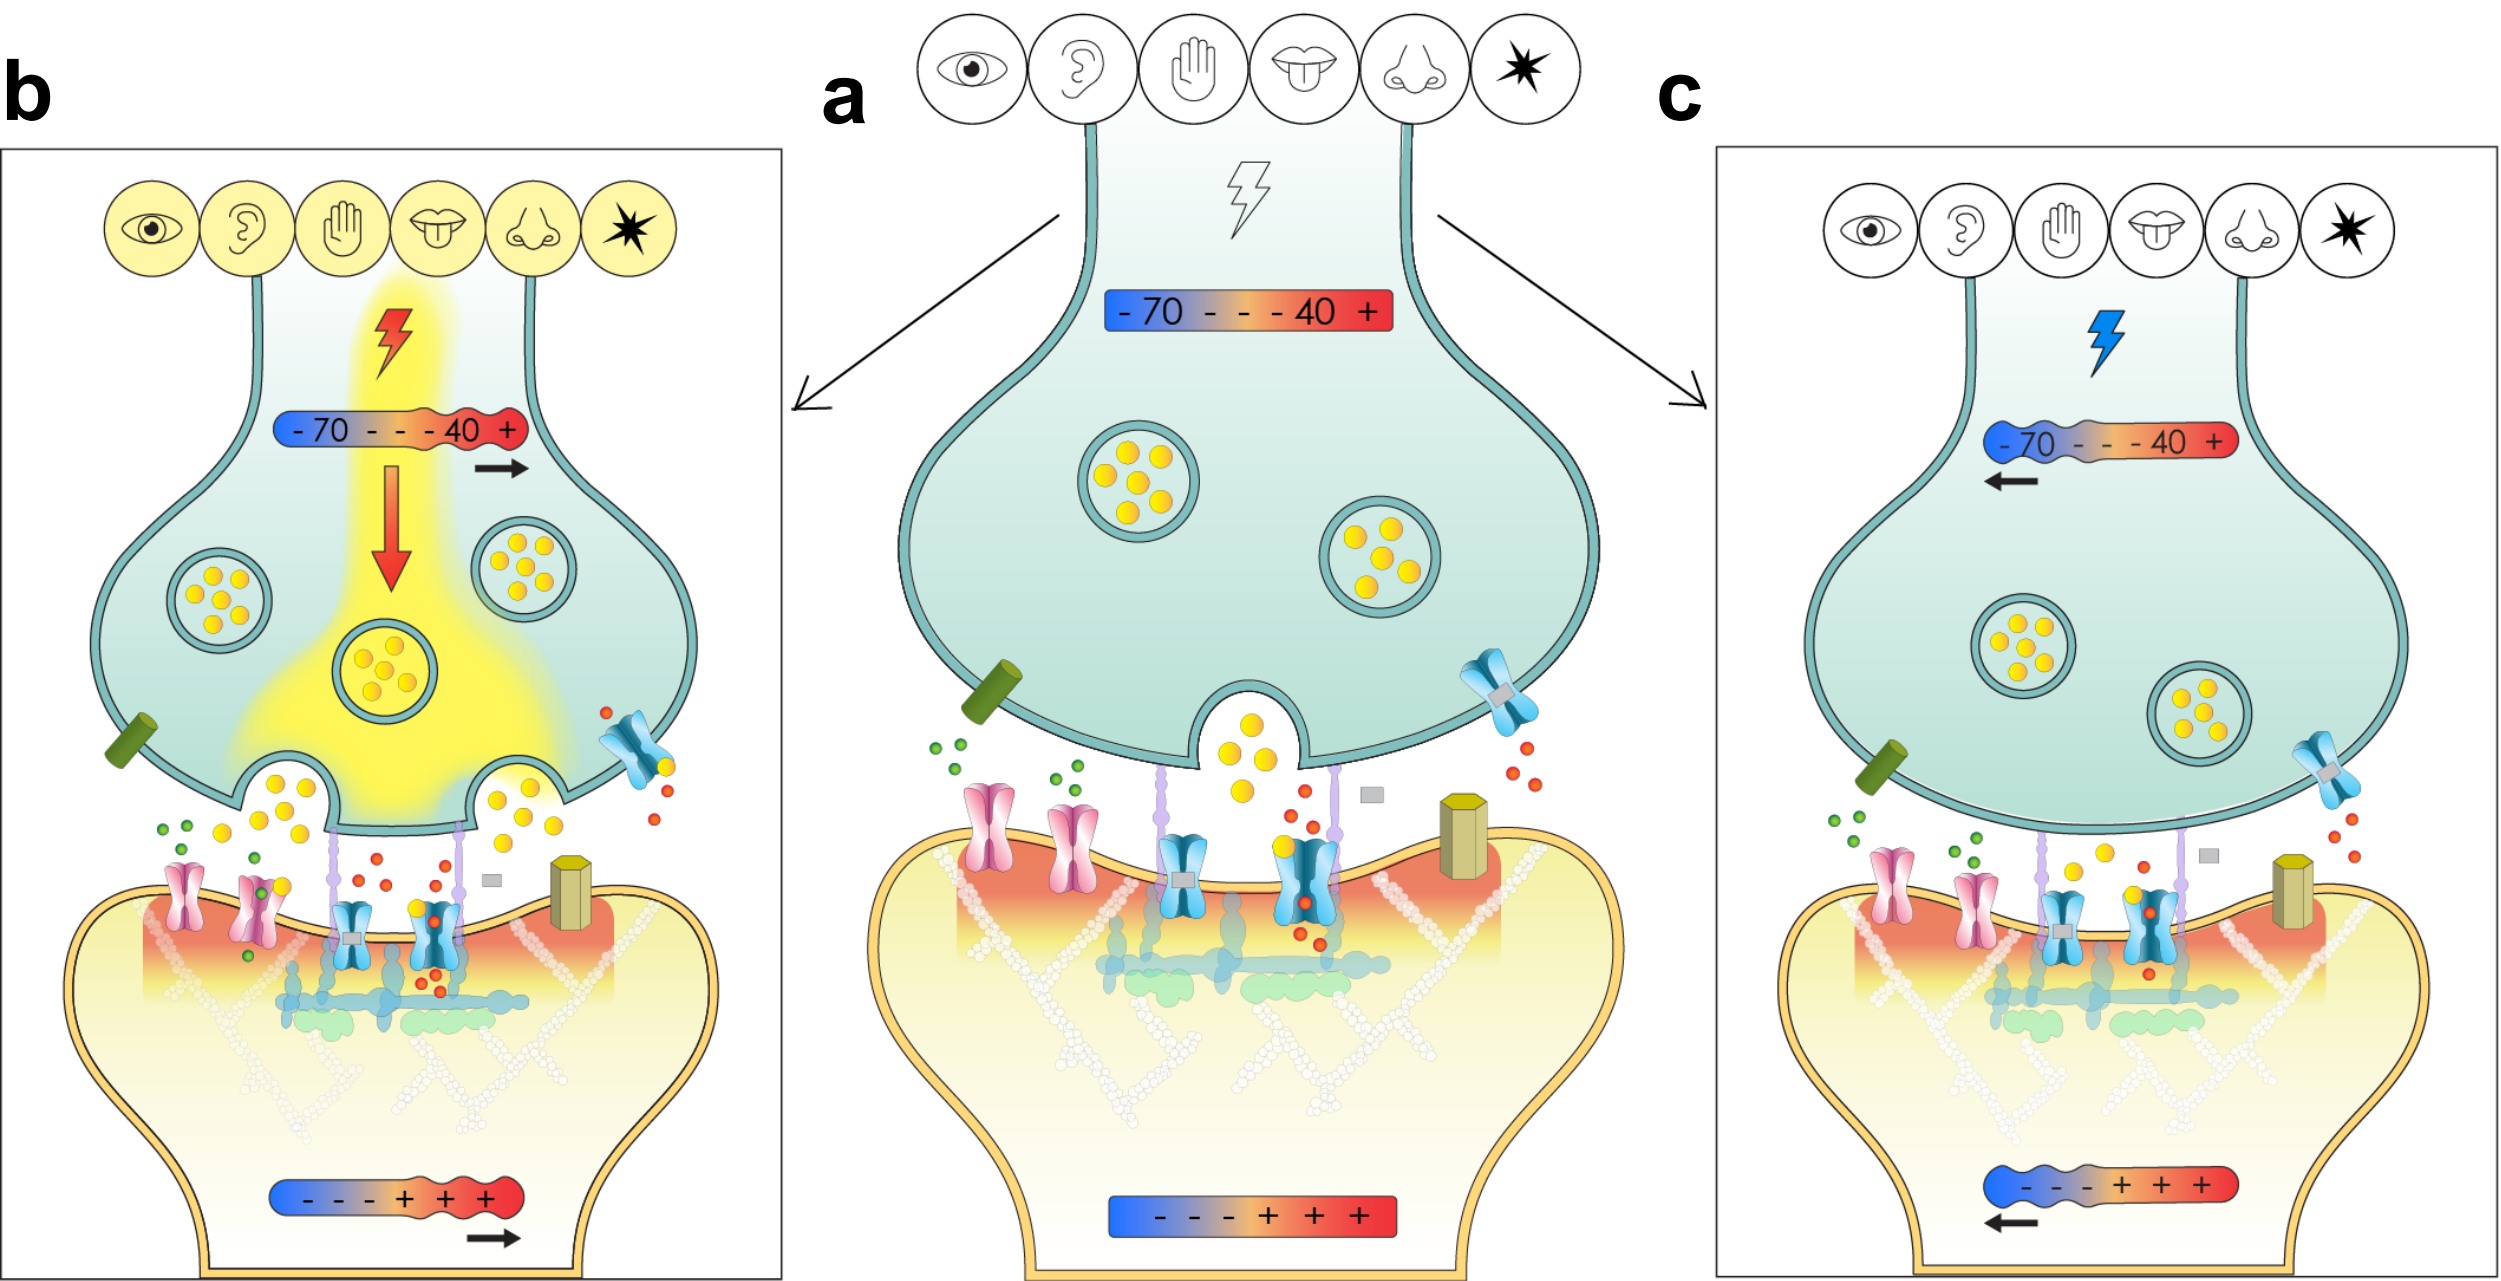 b
a
c
- 70 - - - 40 +
- 70 - - - 40 +
- 70 - - - 40 +
- - - + + +
- - - + + +
- - - + + +